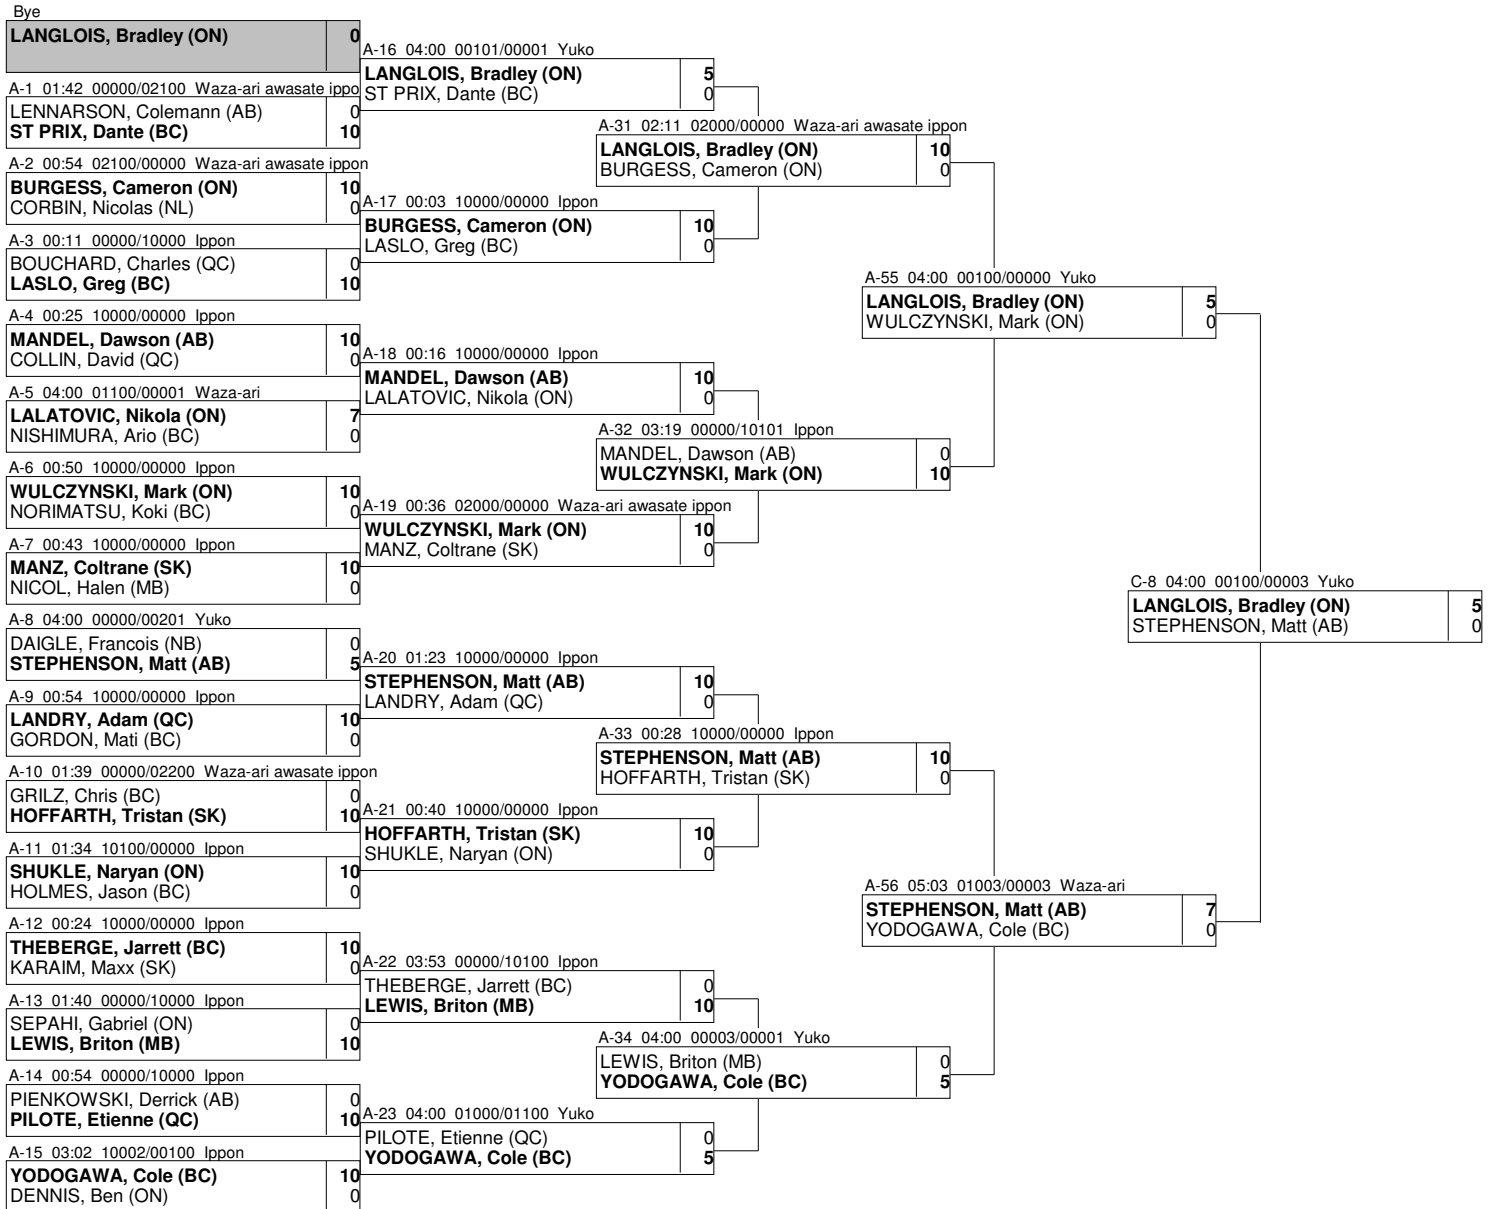 Bye
LANGLOIS, Bradley (ON) 0
A-1 01:42 00000/02100 Waza-ari awasate ippo
LENNARSON, Colemann (AB) 0
ST PRIX, Dante (BC) 10
A-2 00:54 02100/00000 Waza-ari awasate ippon
BURGESS, Cameron (ON) 10
CORBIN, Nicolas (NL) 0
A-3 00:11 00000/10000 Ippon
BOUCHARD, Charles (QC) 0
LASLO, Greg (BC) 10
A-4 00:25 10000/00000 Ippon
MANDEL, Dawson (AB) 10
COLLIN, David (QC) 0
A-5 04:00 01100/00001 Waza-ari
LALATOVIC, Nikola (ON) 7
NISHIMURA, Ario (BC) 0
A-6 00:50 10000/00000 Ippon
WULCZYNSKI, Mark (ON) 10
NORIMATSU, Koki (BC) 0
A-7 00:43 10000/00000 Ippon
MANZ, Coltrane (SK) 10
NICOL, Halen (MB) 0
A-8 04:00 00000/00201 Yuko
DAIGLE, Francois (NB) 0
STEPHENSON, Matt (AB) 5
A-9 00:54 10000/00000 Ippon
LANDRY, Adam (QC) 10
GORDON, Mati (BC) 0
A-10 01:39 00000/02200 Waza-ari awasate ippon
GRILZ, Chris (BC) 0
HOFFARTH, Tristan (SK) 10
A-11 01:34 10100/00000 Ippon
SHUKLE, Naryan (ON) 10
HOLMES, Jason (BC) 0
A-12 00:24 10000/00000 Ippon
THEBERGE, Jarrett (BC) 10
KARAIM, Maxx (SK) 0
A-13 01:40 00000/10000 Ippon
SEPAHI, Gabriel (ON) 0
LEWIS, Briton (MB) 10
A-14 00:54 00000/10000 Ippon
PIENKOWSKI, Derrick (AB) 0
PILOTE, Etienne (QC) 10
A-15 03:02 10002/00100 Ippon
YODOGAWA, Cole (BC) 10
DENNIS, Ben (ON) 0
A-16 04:00 00101/00001 Yuko
LANGLOIS, Bradley (ON) 5
ST PRIX, Dante (BC) 0
A-17 00:03 10000/00000 Ippon
BURGESS, Cameron (ON) 10
LASLO, Greg (BC) 0
A-18 00:16 10000/00000 Ippon
MANDEL, Dawson (AB) 10
LALATOVIC, Nikola (ON) 0
A-19 00:36 02000/00000 Waza-ari awasate ippon
WULCZYNSKI, Mark (ON) 10
MANZ, Coltrane (SK) 0
A-20 01:23 10000/00000 Ippon
STEPHENSON, Matt (AB) 10
LANDRY, Adam (QC) 0
A-21 00:40 10000/00000 Ippon
HOFFARTH, Tristan (SK) 10
SHUKLE, Naryan (ON) 0
A-22 03:53 00000/10100 Ippon
THEBERGE, Jarrett (BC) 0
LEWIS, Briton (MB) 10
A-23 04:00 01000/01100 Yuko
PILOTE, Etienne (QC) 0
YODOGAWA, Cole (BC) 5
A-31 02:11 02000/00000 Waza-ari awasate ippon
LANGLOIS, Bradley (ON) 10
BURGESS, Cameron (ON) 0
A-32 03:19 00000/10101 Ippon
MANDEL, Dawson (AB) 0
WULCZYNSKI, Mark (ON) 10
A-33 00:28 10000/00000 Ippon
STEPHENSON, Matt (AB) 10
HOFFARTH, Tristan (SK) 0
A-34 04:00 00003/00001 Yuko
LEWIS, Briton (MB) 0
YODOGAWA, Cole (BC) 5
A-55 04:00 00100/00000 Yuko
LANGLOIS, Bradley (ON) 5
WULCZYNSKI, Mark (ON) 0
A-56 05:03 01003/00003 Waza-ari
STEPHENSON, Matt (AB) 7
YODOGAWA, Cole (BC) 0
C-8 04:00 00100/00003 Yuko
LANGLOIS, Bradley (ON) 5
STEPHENSON, Matt (AB) 0